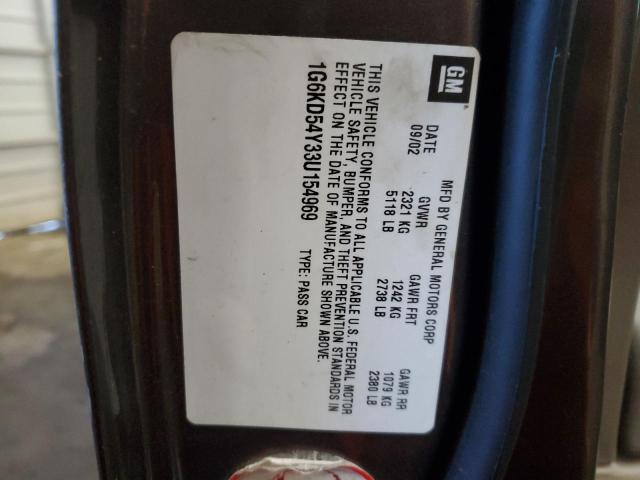 GM
MFD BY GENERAL MOTORS CORP
DATE GVWR GAWR FRT GAWR RR
09/02 2321 KG 1242 KG 1079 KG
5118 LB 2738 LB 2380 LB
THIS VEHICLE CONFORMS TO ALL APPLICABLE U.S. FEDERAL MOTOR
VEHICLE SAFETY, BUMPER, AND THEFT PREVENTION STANDARDS IN
EFFECT ON THE DATE OF MANUFACTURE SHOWN ABOVE.
1G6KD54Y33U154969 TYPE: PASS CAR